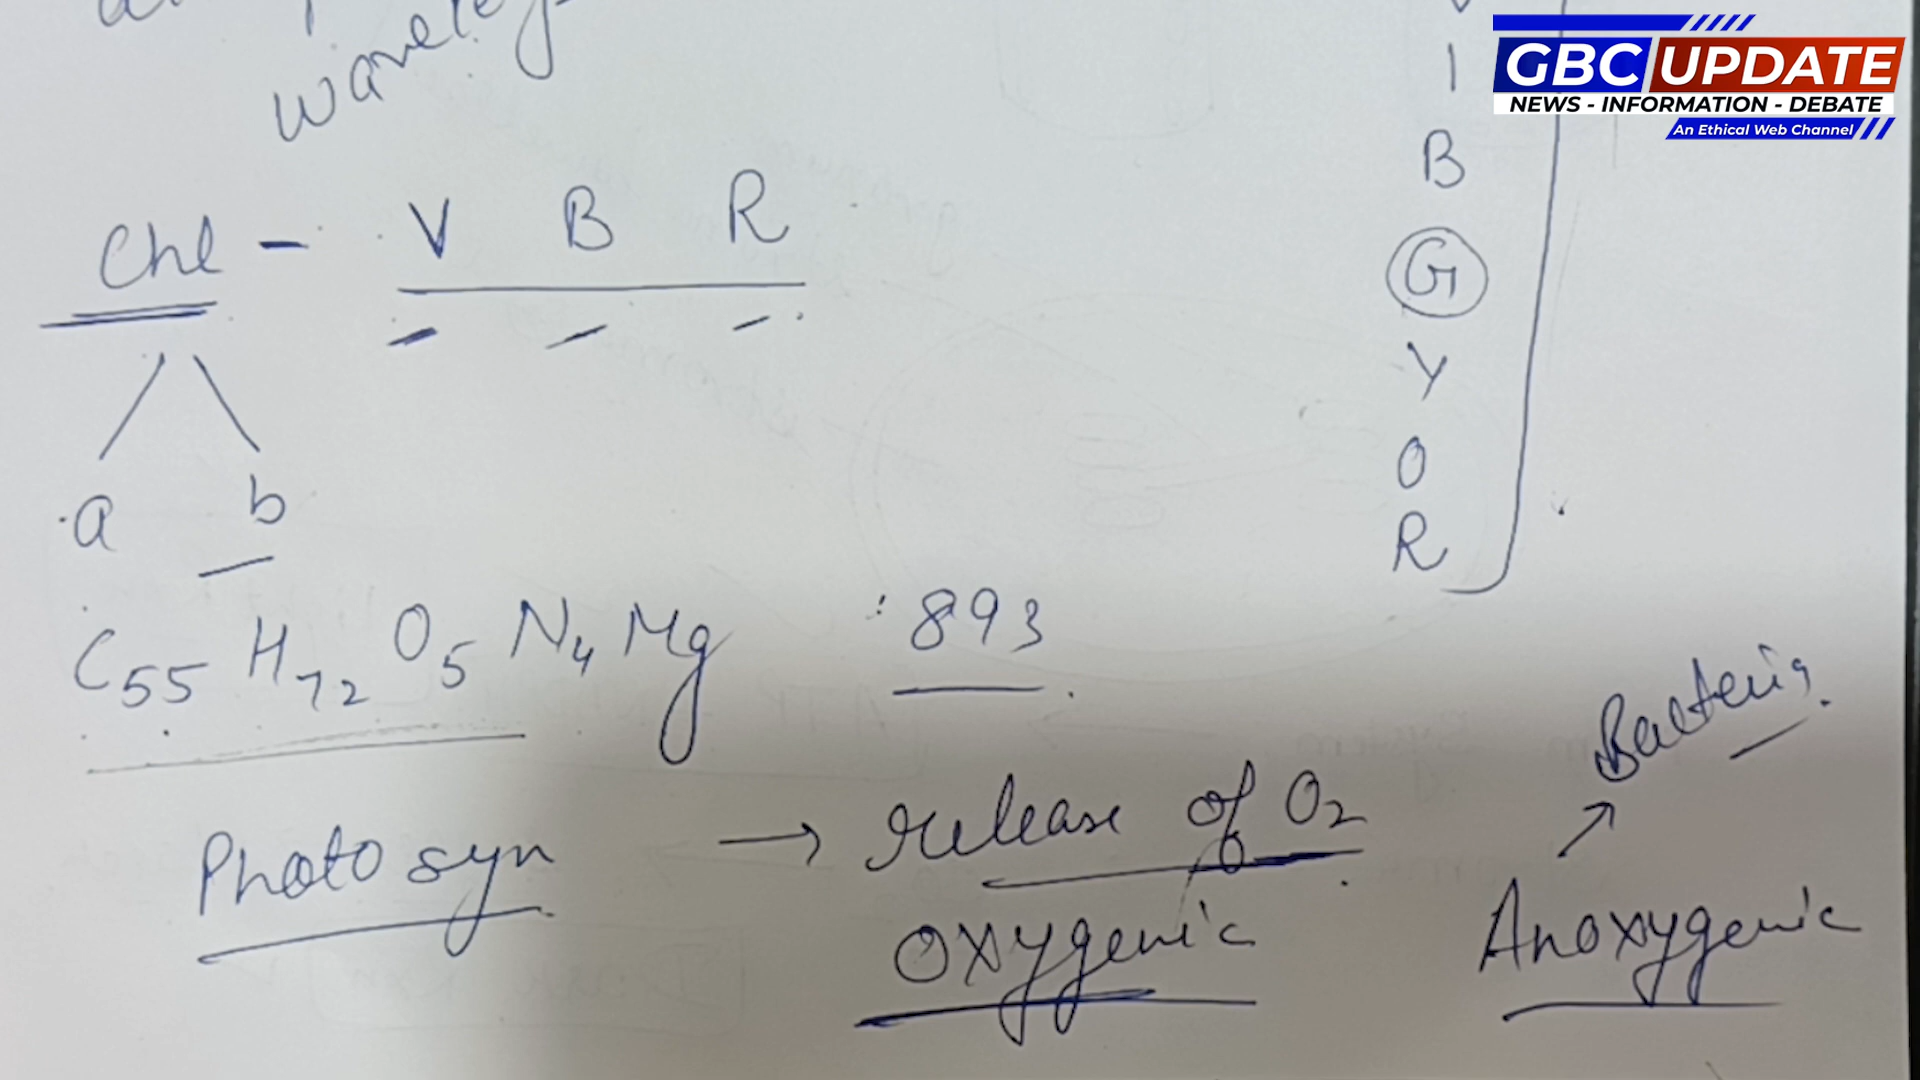 GBC UPDATE
NEWS - INFORMATION - DEBATE
An Ethical Web Channel
V
I
B
G
Y
O
R
Chl - V B R
a b
C55 H72 O5 N4 Mg : 893
Photosyn → release of O2
Bacteria
Oxygenic Anoxygenic